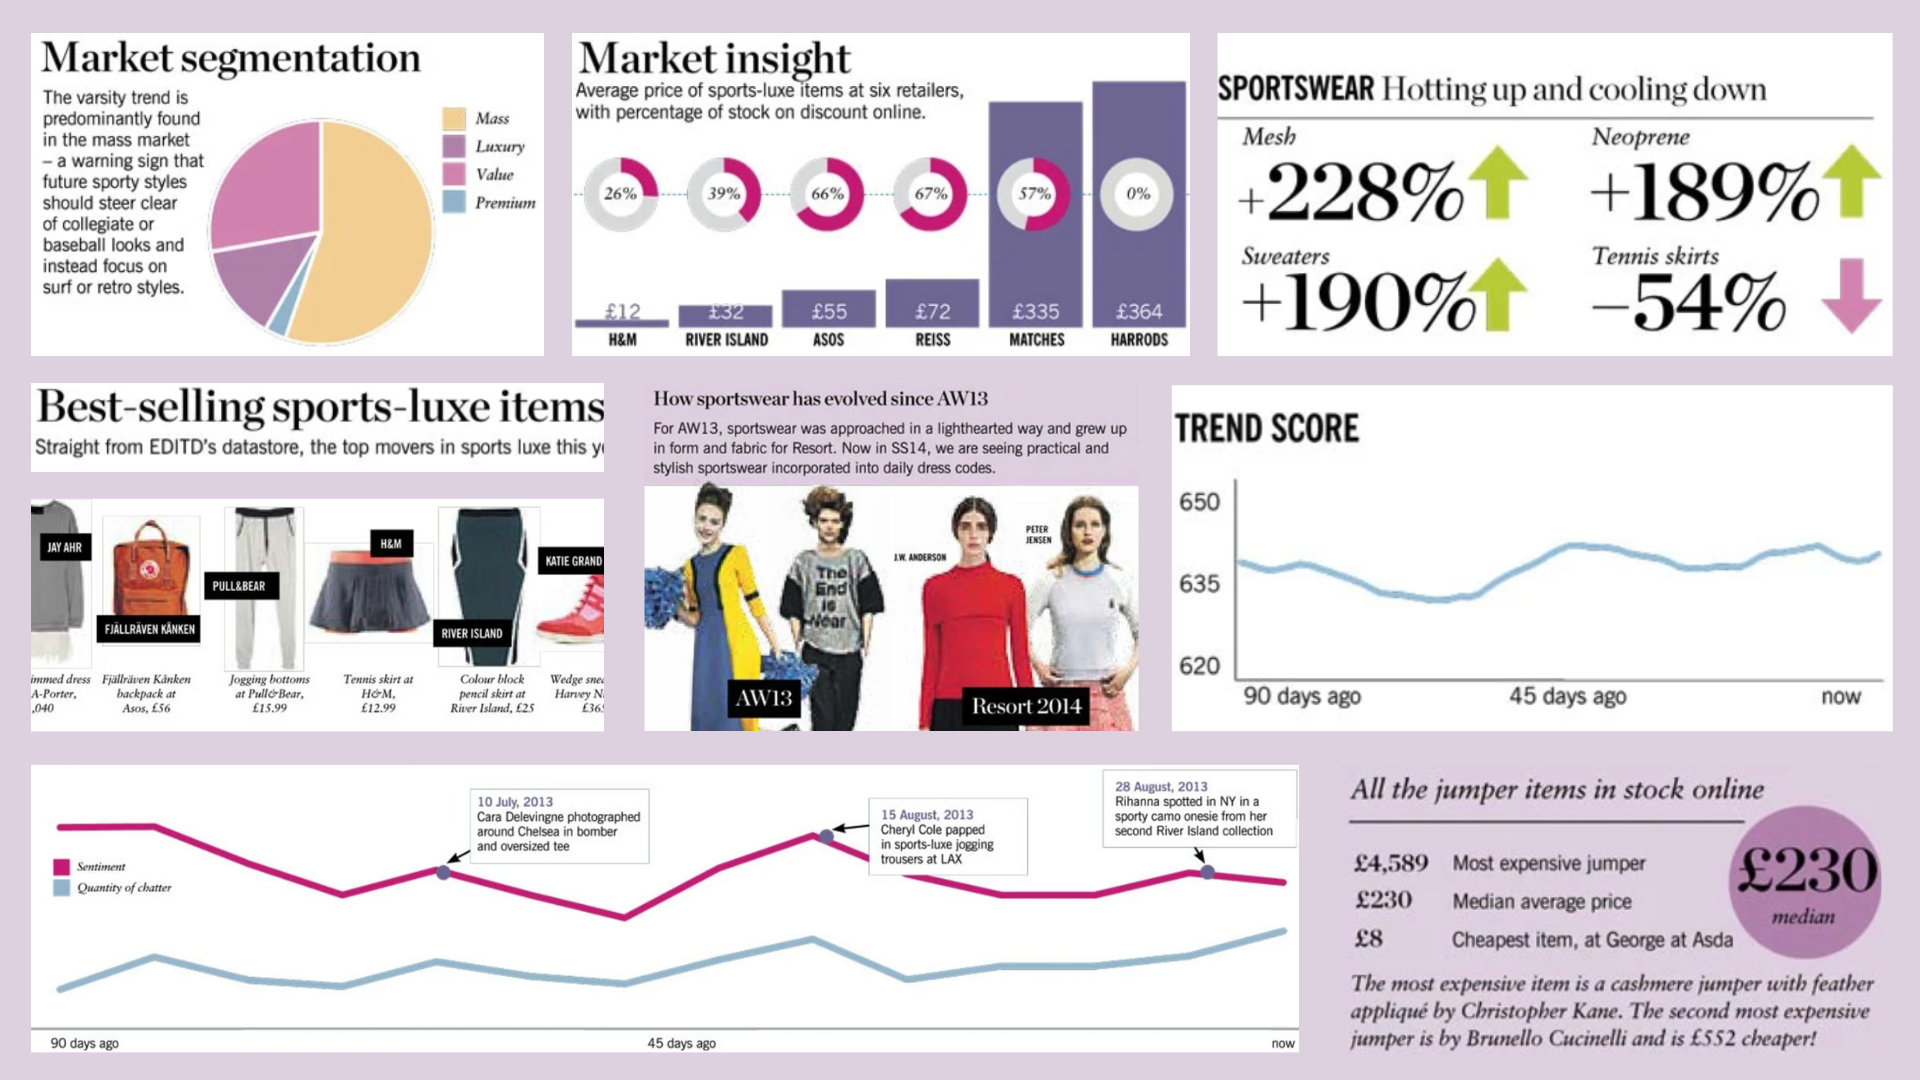 Market segmentation
The varsity trend is
predominantly found
in the mass market
– a warning sign that
future sporty styles
should steer clear
of collegiate or
baseball looks and
instead focus on
surf or retro styles.
Mass
Luxury
Value
Premium
Market insight
Average price of sports-luxe items at six retailers,
with percentage of stock on discount online.
26% 39% 66% 67% 57% 0%
£12 £32 £55 £72 £335 £364
H&M RIVER ISLAND ASOS REISS MATCHES HARRODS
SPORTSWEAR Hotting up and cooling down
Mesh
+228%
Neoprene
+189%
Sweaters
+190%
Tennis skirts
–54%
Best-selling sports-luxe items
Straight from EDITD's datastore, the top movers in sports luxe this
JAY AHR
FJÄLLRÄVEN KÅNKEN
PULL&BEAR
H&M
RIVER ISLAND
KATIE GRAND
immed dress
A-Porter,
,040
Fjällräven Kånken
backpack at
Asos, £56
Jogging bottoms
at Pull&Bear,
£15.99
Tennis skirt at
H&M,
£12.99
Colour block
pencil skirt at
River Island, £25
Wedge snea
Harvey N
£36
How sportswear has evolved since AW13
For AW13, sportswear was approached in a lighthearted way and grew up
in form and fabric for Resort. Now in SS14, we are seeing practical and
stylish sportswear incorporated into daily dress codes.
The
End
is
Near
J.W. ANDERSON
PETER
JENSEN
AW13
Resort 2014
TREND SCORE
650
635
620
90 days ago 45 days ago now
Sentiment
Quantity of chatter
10 July, 2013
Cara Delevingne photographed
around Chelsea in bomber
and oversized tee
15 August, 2013
Cheryl Cole papped
in sports-luxe jogging
trousers at LAX
28 August, 2013
Rihanna spotted in NY in a
sporty camo onesie from her
second River Island collection
90 days ago 45 days ago now
All the jumper items in stock online
£4,589 Most expensive jumper
£230 Median average price
£8 Cheapest item, at George at Asda
£230
median
The most expensive item is a cashmere jumper with feather
appliqué by Christopher Kane. The second most expensive
jumper is by Brunello Cucinelli and is £552 cheaper!